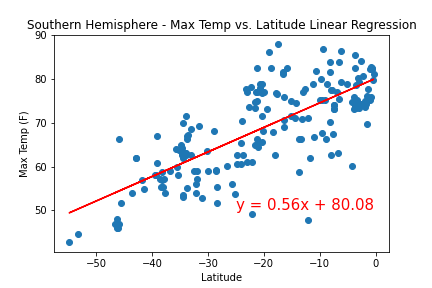 Southern Hemisphere - Max Temp vs. Latitude Linear Regression
90
80
70
60
50
Max Temp (F)
y = 0.56x + 80.08
−50
−40
−30
−20
−10
0
Latitude